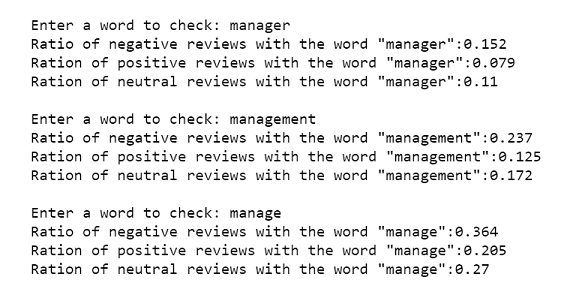 Enter a word to check: manager
Ratio of negative reviews with the word "manager":0.152
Ration of positive reviews with the word "manager":0.079
Ration of neutral reviews with the word "manager":0.11
Enter a word to check: management
Ratio of negative reviews with the word "management":0.237
Ration of positive reviews with the word "management":0.125
Ration of neutral reviews with the word "management":0.172
Enter a word to check: manage
Ratio of negative reviews with the word "manage":0.364
Ration of positive reviews with the word "manage":0.205
Ration of neutral reviews with the word "manage":0.27